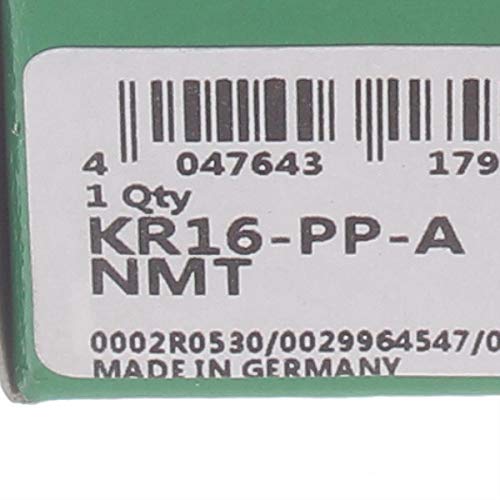 4 047643 179
1 Qty
KR16-PP-A
NMT
0002R0530/0029964547/0
MADE IN GERMANY